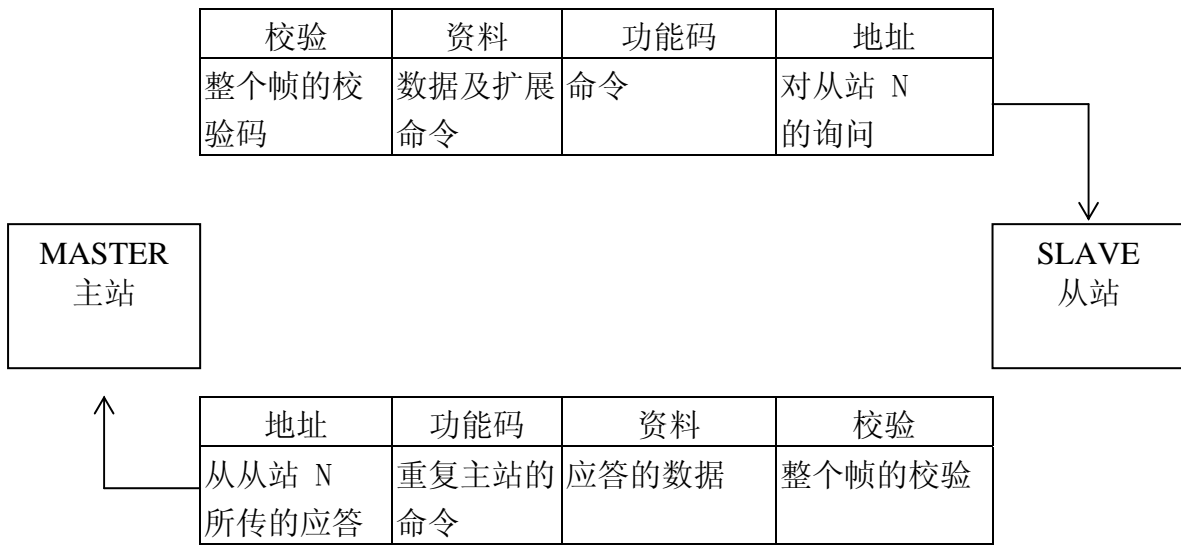 校验 资料 功能码 地址
整个帧的校 数据及扩展 命令 对从站 N
验码 命令 的询问
MASTER
主站
SLAVE
从站
地址 功能码 资料 校验
从从站 N 重复主站的 应答的数据 整个帧的校验
所传的应答 命令